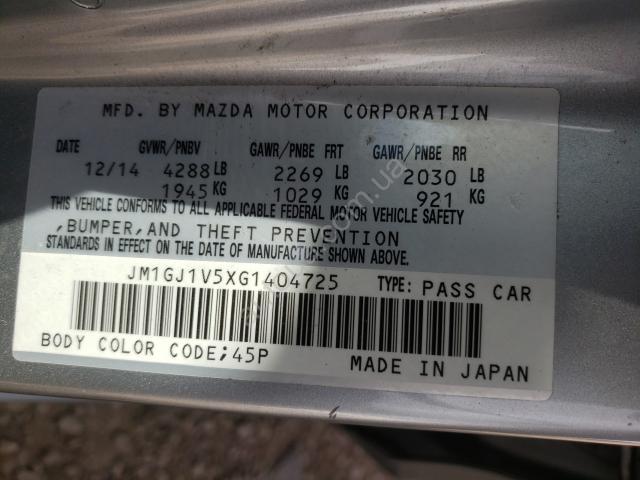 MFD. BY MAZDA MOTOR CORPORATION
DATE GVWR/PNBV GAWR/PNBE FRT GAWR/PNBE RR
12/14 4288 LB 2269 LB 2030 LB
1945 KG 1029 KG 921 KG
THIS VEHICLE CONFORMS TO ALL APPLICABLE FEDERAL MOTOR VEHICLE SAFETY
,BUMPER,AND THEFT PREVENTION
STANDARDS IN EFFECT ON THE DATE OF MANUFACTURE SHOWN ABOVE.
JM1GJ1V5XG1404725 TYPE: PASS CAR
BODY COLOR CODE;45P MADE IN JAPAN